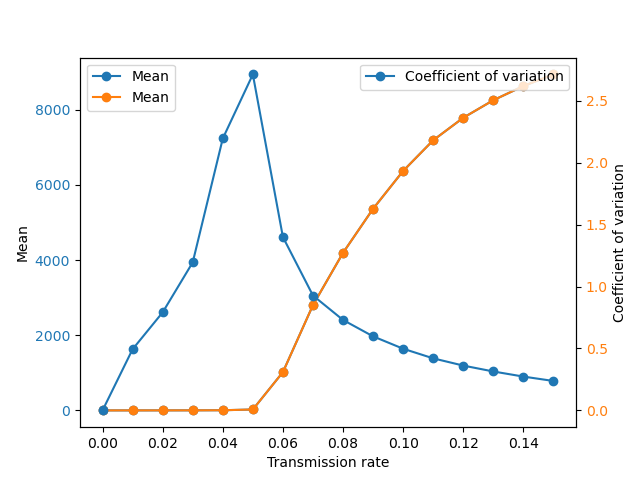 Mean
Mean
Coefficient of variation
8000
6000
4000
2000
0
Mean
2.5
2.0
1.5
1.0
0.5
0.0
Coefficient of variation
0.00 0.02 0.04 0.06 0.08 0.10 0.12 0.14
Transmission rate